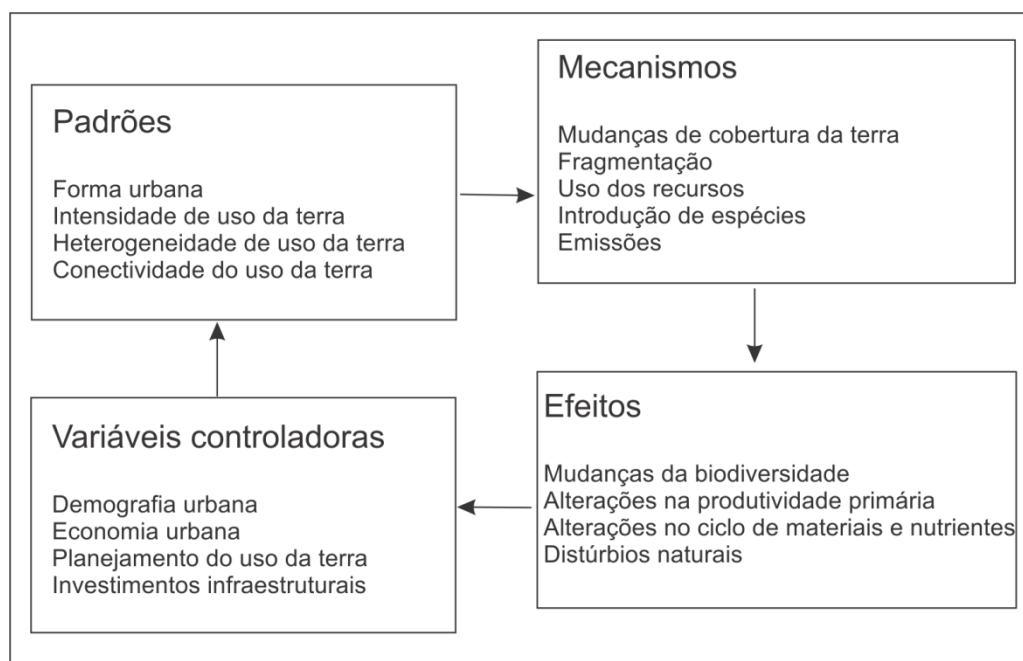 Padrões
Forma urbana
Intensidade de uso da terra
Heterogeneidade de uso da terra
Conectividade do uso da terra
Mecanismos
Mudanças de cobertura da terra
Fragmentação
Uso dos recursos
Introdução de espécies
Emissões
Variáveis controladoras
Demografia urbana
Economia urbana
Planejamento do uso da terra
Investimentos infraestruturais
Efeitos
Mudanças da biodiversidade
Alterações na produtividade primária
Alterações no ciclo de materiais e nutrientes
Distúrbios naturais